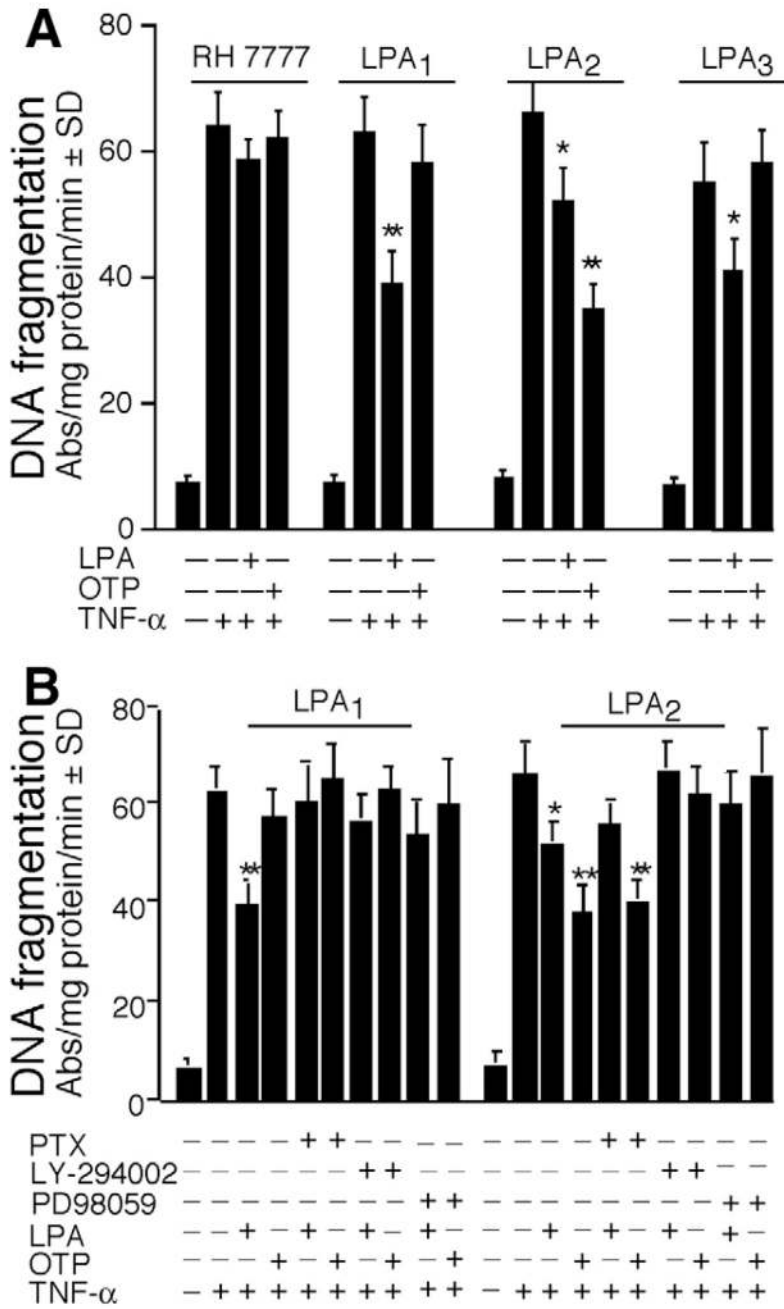 A
80
RH 7777 LPA1 LPA2 LPA3
60
40
20
0
DNA fragmentation
Abs/mg protein/min ± SD
** * ** *
LPA — — + — — — + — — — + — — — + —
OTP — — — + — — — + — — — + — — — +
TNF-α — + + + — + + + — + + + — + + +
B
80
LPA1 LPA2
60
40
20
0
DNA fragmentation
Abs/mg protein/min ± SD
** * ** **
PTX — — — — + + — — — — — — — — + + — — — —
LY-294002 — — — — — — + + — — — — — — — — + + — —
PD98059 — — — — — — — — + + — — — — — — — — + +
LPA — — + — + — + — + — — — + — + — + — + —
OTP — — — + — + — + — + — — — + — + — + — +
TNF-α — + + + + + + + + + — + + + + + + + + +